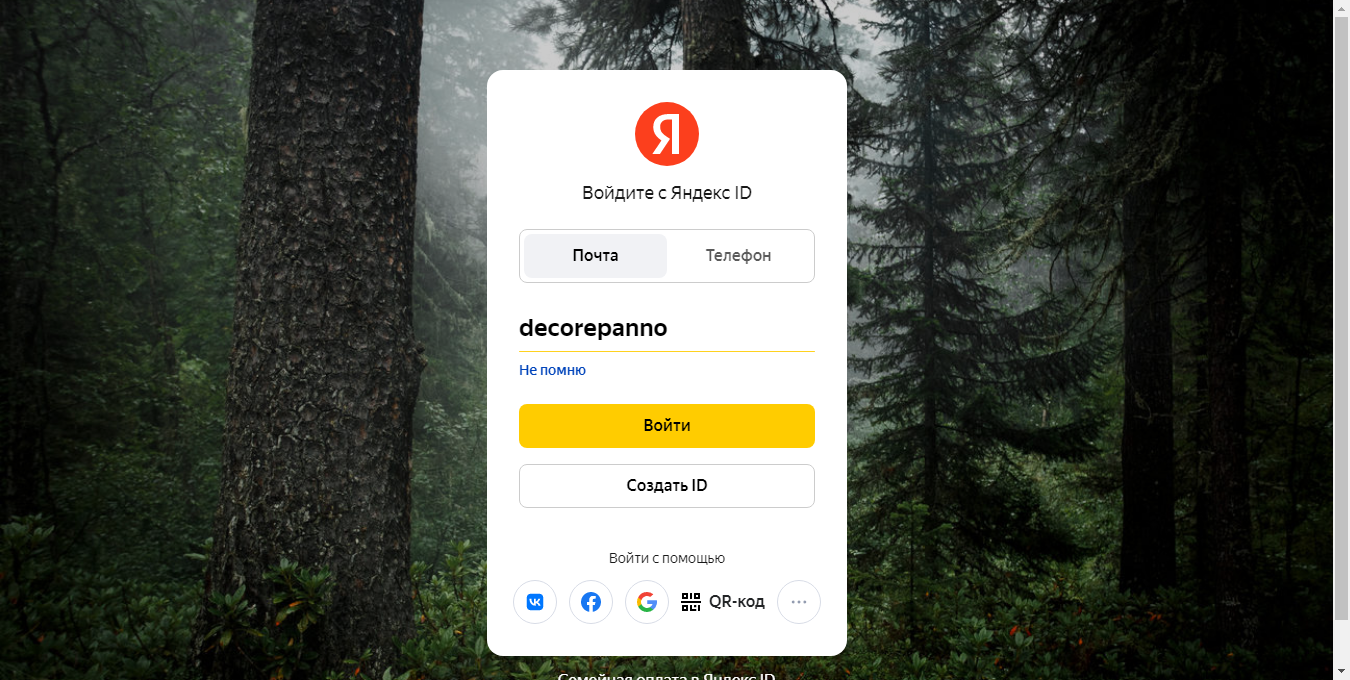 Я
Войдите с Яндекс ID
Почта Телефон
decorepanno
Не помню
Войти
Создать ID
Войти с помощью
QR-код
Семейная оплата в Яндекс ID